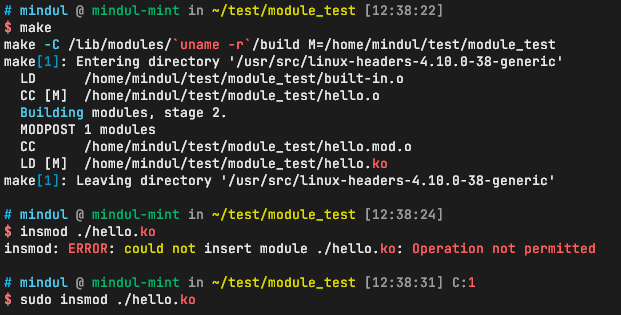 # mindul @ mindul-mint in ~/test/module_test [12:38:22]
$ make
make -C /lib/modules/`uname -r`/build M=/home/mindul/test/module_test
make[1]: Entering directory '/usr/src/linux-headers-4.10.0-38-generic'
  LD      /home/mindul/test/module_test/built-in.o
  CC [M]  /home/mindul/test/module_test/hello.o
  Building modules, stage 2.
  MODPOST 1 modules
  CC      /home/mindul/test/module_test/hello.mod.o
  LD [M]  /home/mindul/test/module_test/hello.ko
make[1]: Leaving directory '/usr/src/linux-headers-4.10.0-38-generic'
# mindul @ mindul-mint in ~/test/module_test [12:38:24]
$ insmod ./hello.ko
insmod: ERROR: could not insert module ./hello.ko: Operation not permitted
# mindul @ mindul-mint in ~/test/module_test [12:38:31] C:1
$ sudo insmod ./hello.ko